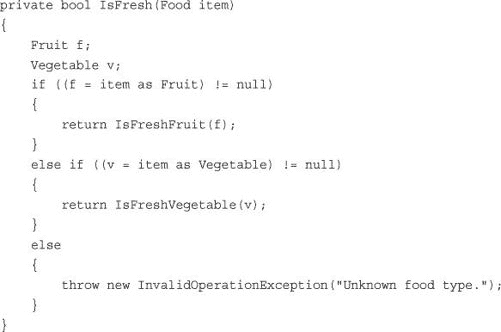 private bool IsFresh(Food item)
{
    Fruit f;
    Vegetable v;
    if ((f = item as Fruit) != null)
    {
        return IsFreshFruit(f);
    }
    else if ((v = item as Vegetable) != null)
    {
        return IsFreshVegetable(v);
    }
    else
    {
        throw new InvalidOperationException("Unknown food type.");
    }
}